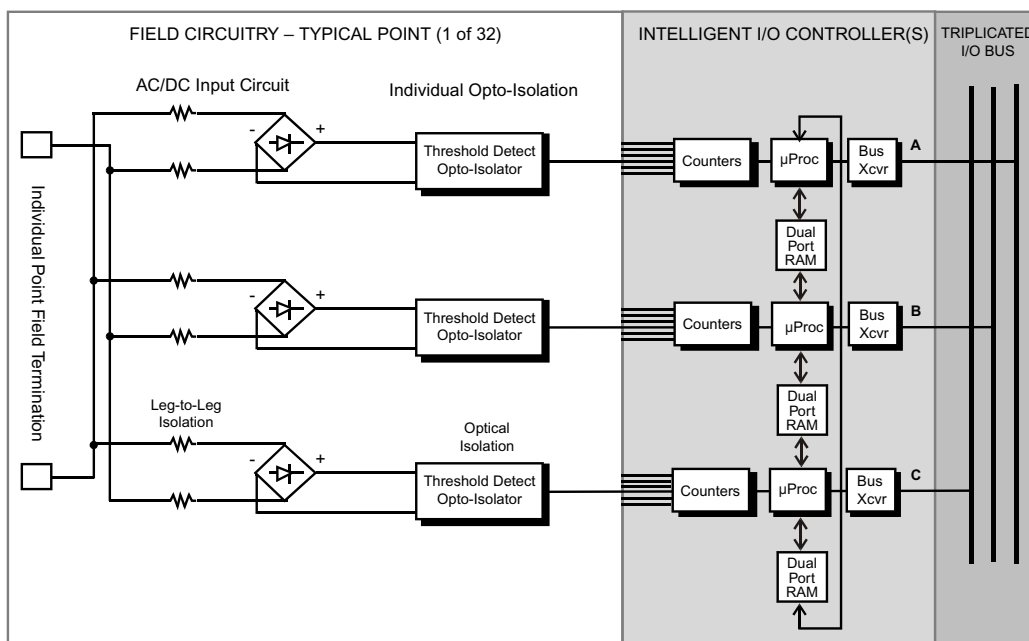 FIELD CIRCUITRY – TYPICAL POINT (1 of 32)
INTELLIGENT I/O CONTROLLER(S)
TRIPLICATED
I/O BUS
AC/DC Input Circuit
Individual Opto-Isolation
Individual Point Field Termination
- +
Threshold Detect
Opto-Isolator
Counters
µProc
Bus
Xcvr
A
Dual
Port
RAM
- +
Threshold Detect
Opto-Isolator
Counters
µProc
Bus
Xcvr
B
Dual
Port
RAM
Leg-to-Leg
Isolation
Optical
Isolation
- +
Threshold Detect
Opto-Isolator
Counters
µProc
Bus
Xcvr
C
Dual
Port
RAM